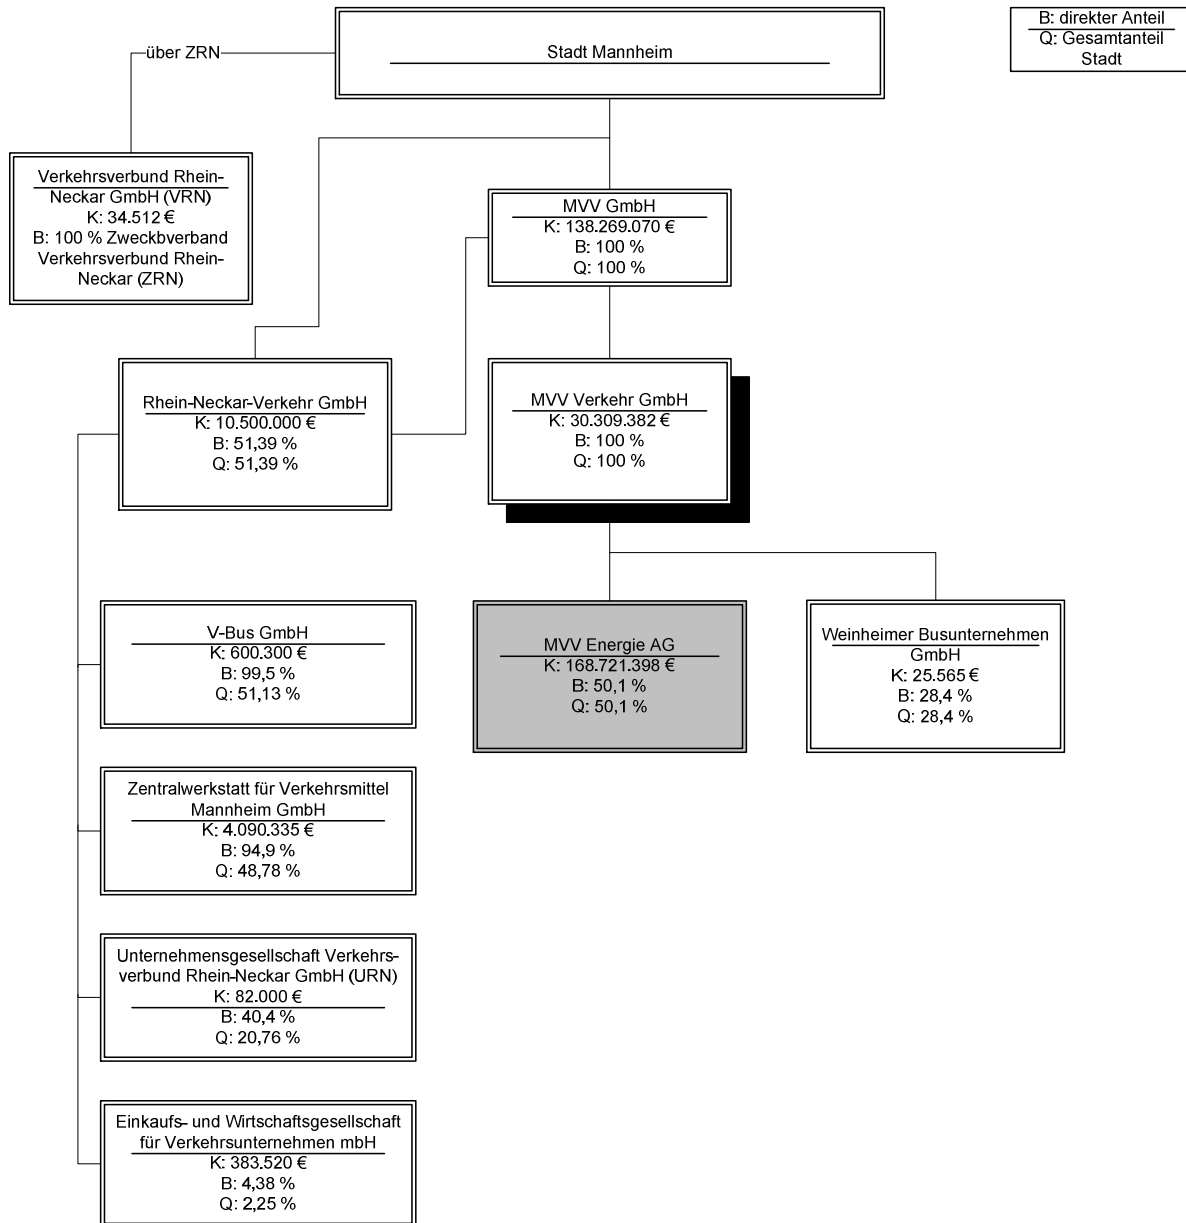 B: direkter Anteil
Q: Gesamtanteil
Stadt
über ZRN
Stadt Mannheim
Verkehrsverbund Rhein-
Neckar GmbH (VRN)
K: 34.512 €
B: 100 % Zweckbverband
Verkehrsverbund Rhein-
Neckar (ZRN)
MVV GmbH
K: 138.269.070 €
B: 100 %
Q: 100 %
Rhein-Neckar-Verkehr GmbH
K: 10.500.000 €
B: 51,39 %
Q: 51,39 %
MVV Verkehr GmbH
K: 30.309.382 €
B: 100 %
Q: 100 %
V-Bus GmbH
K: 600.300 €
B: 99,5 %
Q: 51,13 %
MVV Energie AG
K: 168.721.398 €
B: 50,1 %
Q: 50,1 %
Weinheimer Busunternehmen
GmbH
K: 25.565 €
B: 28,4 %
Q: 28,4 %
Zentralwerkstatt für Verkehrsmittel
Mannheim GmbH
K: 4.090.335 €
B: 94,9 %
Q: 48,78 %
Unternehmensgesellschaft Verkehrs-
verbund Rhein-Neckar GmbH (URN)
K: 82.000 €
B: 40,4 %
Q: 20,76 %
Einkaufs- und Wirtschaftsgesellschaft
für Verkehrsunternehmen mbH
K: 383.520 €
B: 4,38 %
Q: 2,25 %